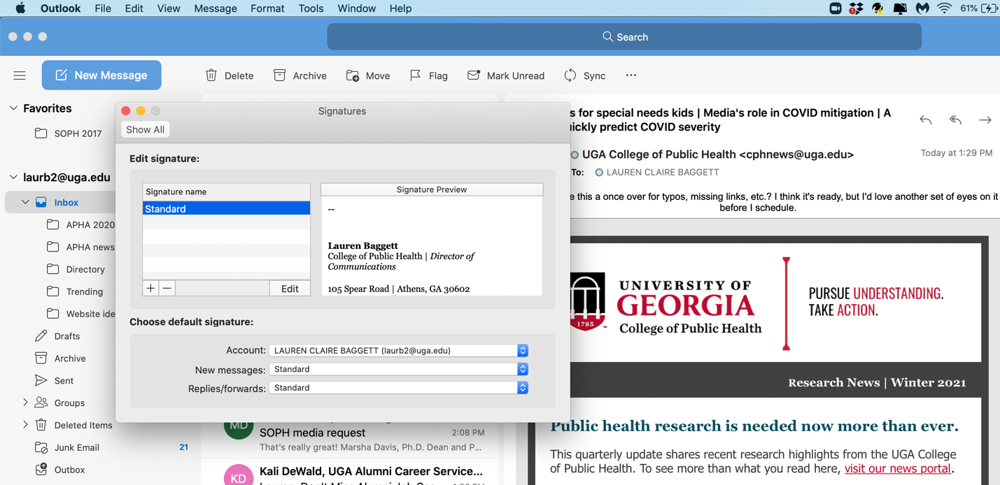 Outlook File Edit View Message Format Tools Window Help
1
61%
Search
New Message
Delete
Archive
Move
Flag
Mark Unread
Sync
Favorites
SOPH 2017
laurb2@uga.edu
Inbox
APHA 2020
APHA news
Directory
Trending
Website ide
Drafts
Archive
Sent
Groups
Deleted Items
Junk Email 21
Outbox
Signatures
Show All
Edit signature:
Signature name
Standard
+ − Edit
Signature Preview
--
Lauren Baggett
College of Public Health | Director of
Communications
105 Spear Road | Athens, GA 30602
Choose default signature:
Account: LAUREN CLAIRE BAGGETT (laurb2@uga.edu)
New messages: Standard
Replies/forwards: Standard
MD
SOPH media request 2:08 PM
That's really great! Marsha Davis, Ph.D. Dean and P...
KD
Kali DeWald, UGA Alumni Career Service...
s for special needs kids | Media's role in COVID mitigation | A
uickly predict COVID severity
UGA College of Public Health <cphnews@uga.edu>
Today at 1:29 PM
To: LAUREN CLAIRE BAGGETT
e this a once over for typos, missing links, etc.? I think it's ready, but I'd love another set of eyes on it
before I schedule.
1785
UNIVERSITY OF
GEORGIA
College of Public Health
PURSUE UNDERSTANDING.
TAKE ACTION.
Research News | Winter 2021
Public health research is needed now more than ever.
This quarterly update shares recent research highlights from the UGA College
of Public Health. To see more than what you read here, visit our news portal.